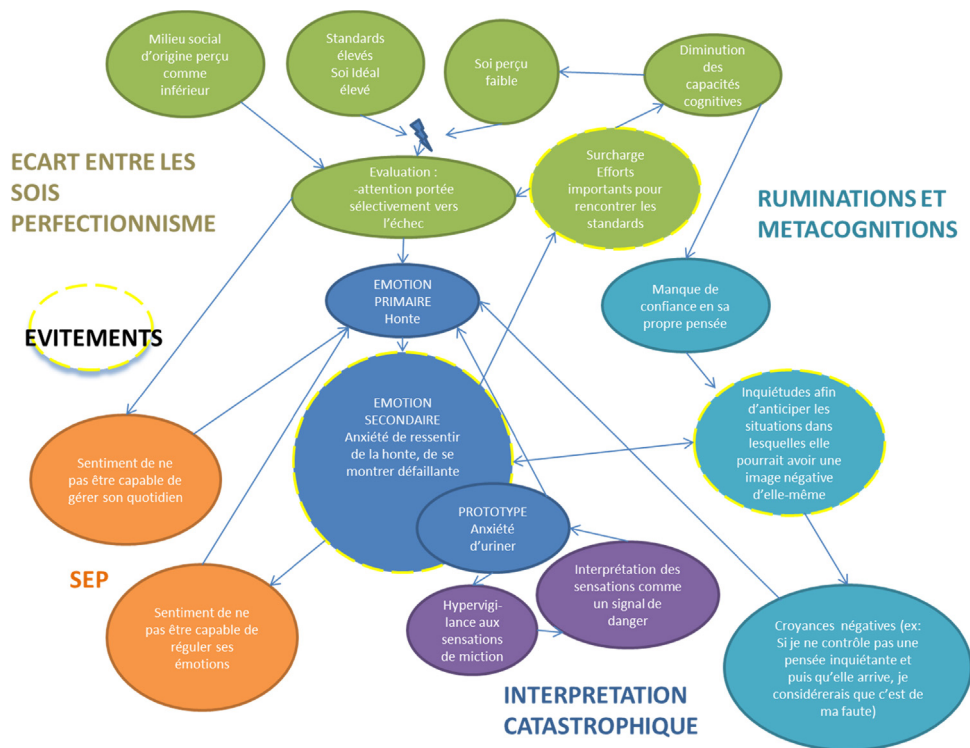 Milieu social
d'origine perçu
comme
inférieur
Standards
élevés
Soi Idéal
élevé
Soi perçu
faible
Diminution
des
capacités
cognitives
ECART ENTRE LES
SOIS
PERFECTIONNISME
Evaluation :
-attention portée
sélectivement vers
l'échec
Surcharge
Efforts
importants pour
rencontrer les
standards
RUMINATIONS ET
METACOGNITIONS
EMOTION
PRIMAIRE
Honte
Manque de
confiance en sa
propre pensée
EVITEMENTS
EMOTION
SECONDAIRE
Anxiété de ressentir
de la honte, de se
montrer défaillante
Inquiétudes afin
d'anticiper les
situations dans
lesquelles elle
pourrait avoir une
image négative
d'elle-même
Sentiment de ne
pas être capable de
gérer son quotidien
PROTOTYPE
Anxiété
d'uriner
SEP
Sentiment de ne
pas être capable de
réguler ses
émotions
Hypervigi-
lance aux
sensations
de miction
Interprétation des
sensations comme
un signal de
danger
Croyances négatives (ex:
Si je ne contrôle pas une
pensée inquiétante et
puis qu'elle arrive, je
considérerais que c'est de
ma faute)
INTERPRETATION
CATASTROPHIQUE